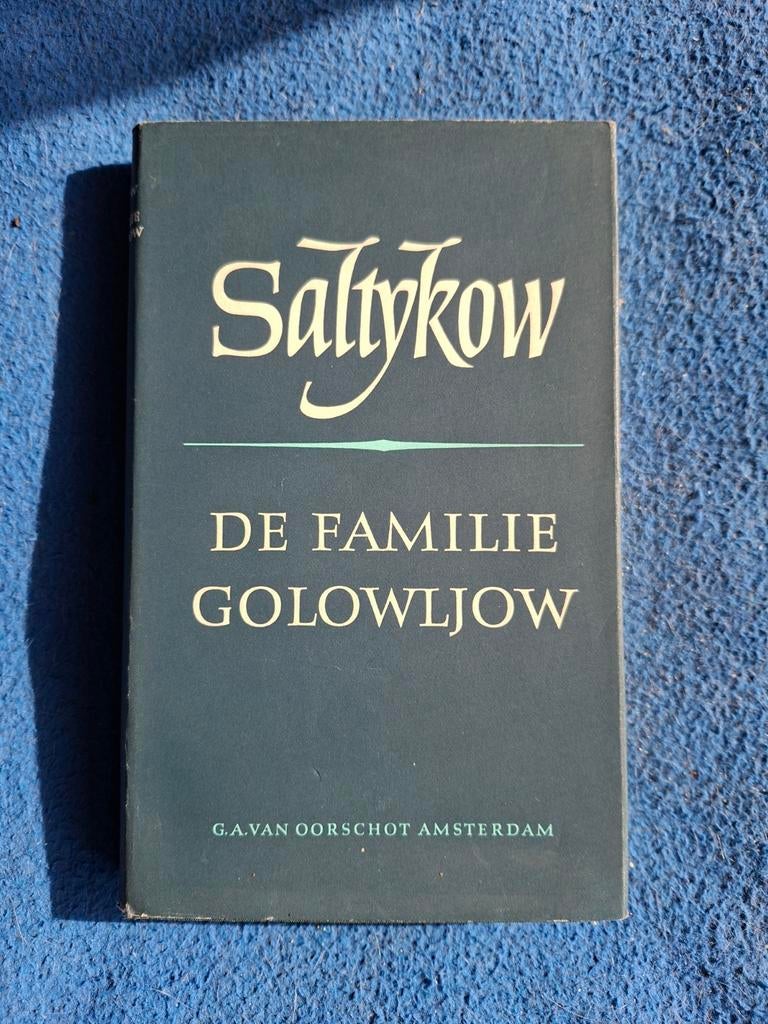 Saltykow
DE FAMILIE
GOLOWLJOW
G.A. VAN OORSCHOT AMSTERDAM